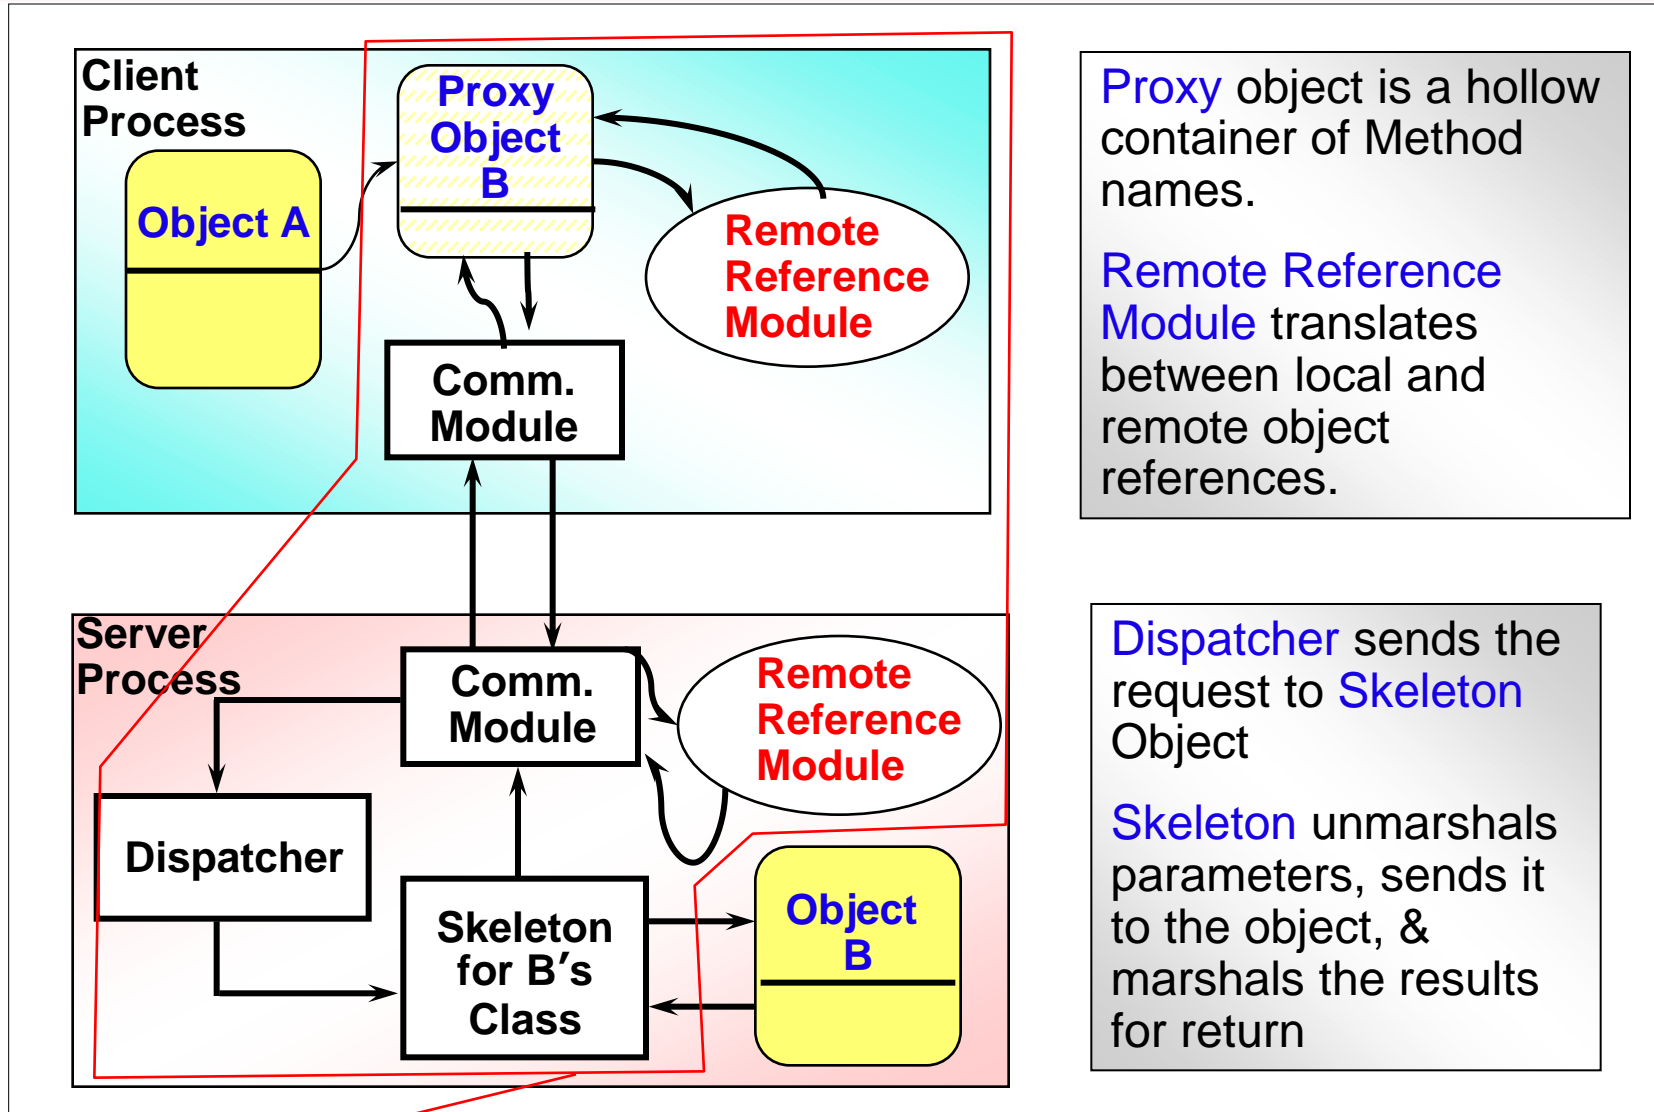 Client
Process
Proxy
Object
B
Object A
Remote
Reference
Module
Comm.
Module
Server
Process
Comm.
Module
Remote
Reference
Module
Dispatcher
Skeleton
for B′s
Class
Object
B
Proxy object is a hollow
container of Method
names.
Remote Reference
Module translates
between local and
remote object
references.
Dispatcher sends the
request to Skeleton
Object
Skeleton unmarshals
parameters, sends it
to the object, &
marshals the results
for return